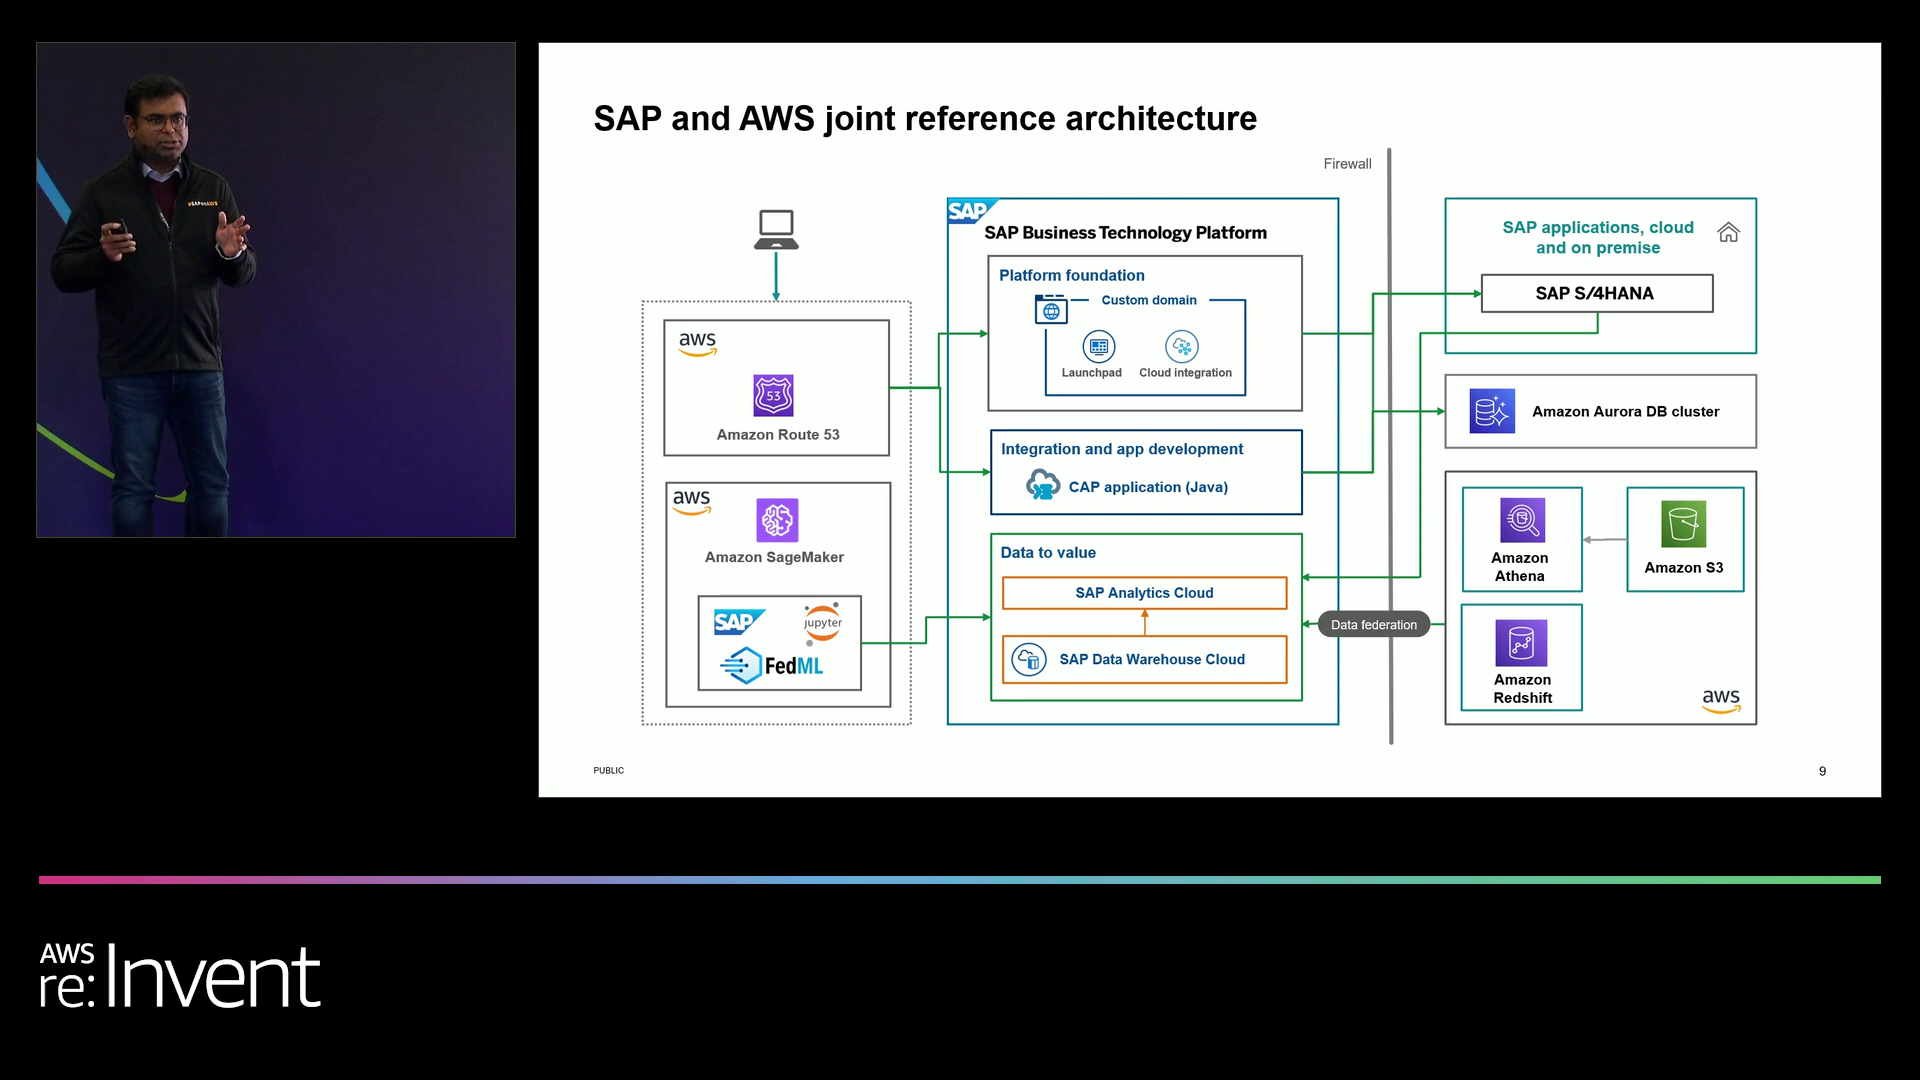 SAP and AWS joint reference architecture
Firewall
aws
53
Amazon Route 53
aws
Amazon SageMaker
SAP
jupyter
FedML
SAP
SAP Business Technology Platform
Platform foundation
Custom domain
Launchpad
Cloud integration
Integration and app development
CAP application (Java)
Data to value
SAP Analytics Cloud
SAP Data Warehouse Cloud
Data federation
SAP applications, cloud
and on premise
SAP S/4HANA
Amazon Aurora DB cluster
Amazon
Athena
Amazon S3
Amazon
Redshift
aws
PUBLIC
9
#SAPonAWS
AWS
re:Invent